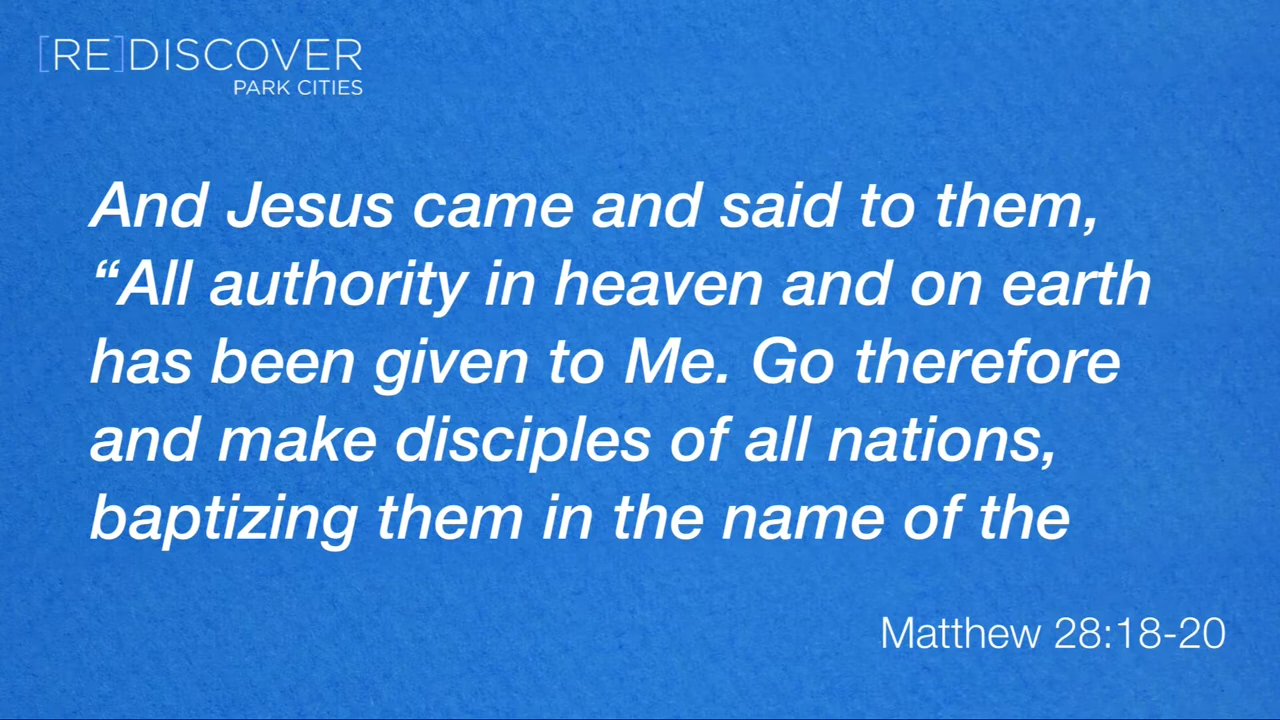 [RE]DISCOVER
PARK CITIES
And Jesus came and said to them,
“All authority in heaven and on earth
has been given to Me. Go therefore
and make disciples of all nations,
baptizing them in the name of the
Matthew 28:18-20